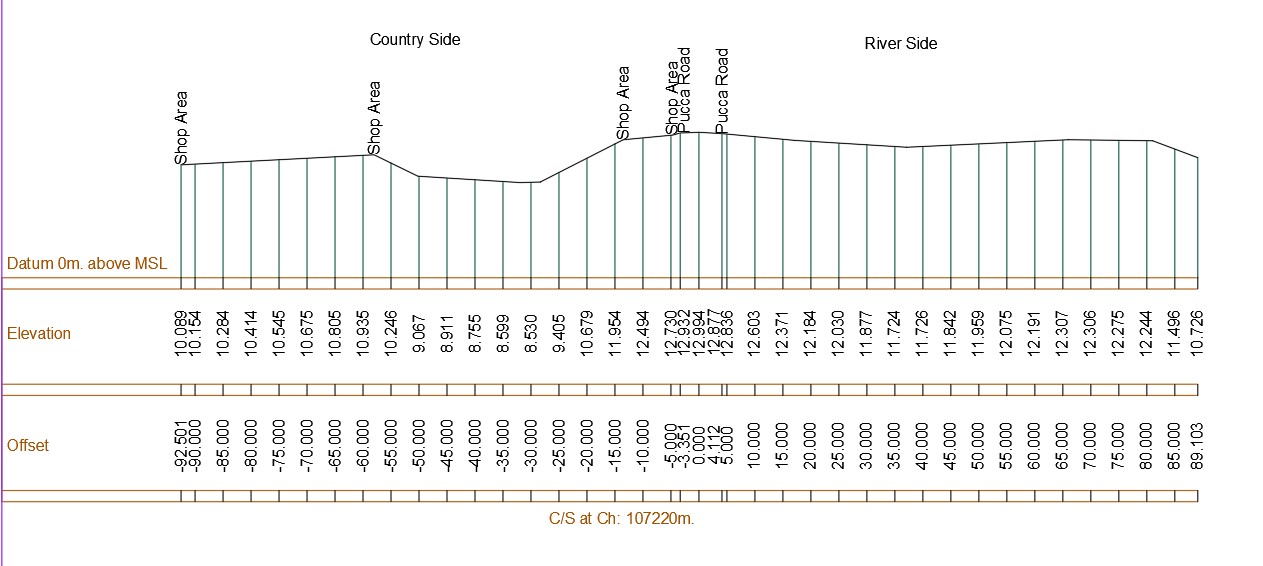 Country Side
River Side
Shop Area
Shop Area
Shop Area
Shop Area
Pucca Road
Pucca Road
Datum 0m. above MSL
Elevation
10.089 10.154 10.284 10.414 10.545 10.675 10.805 10.935 10.246 9.067 8.911 8.755 8.599 8.530 9.405 10.679 11.954 12.494 12.730 12.932 12.994 12.877 12.836 12.603 12.371 12.184 12.030 11.877 11.724 11.726 11.842 11.959 12.075 12.191 12.307 12.306 12.275 12.244 11.496 10.726
Offset
-92.501 -90.000 -85.000 -80.000 -75.000 -70.000 -65.000 -60.000 -55.000 -50.000 -45.000 -40.000 -35.000 -30.000 -25.000 -20.000 -15.000 -10.000 -5.000 -3.351 0.000 4.112 5.000 10.000 15.000 20.000 25.000 30.000 35.000 40.000 45.000 50.000 55.000 60.000 65.000 70.000 75.000 80.000 85.000 89.103
C/S at Ch: 107220m.